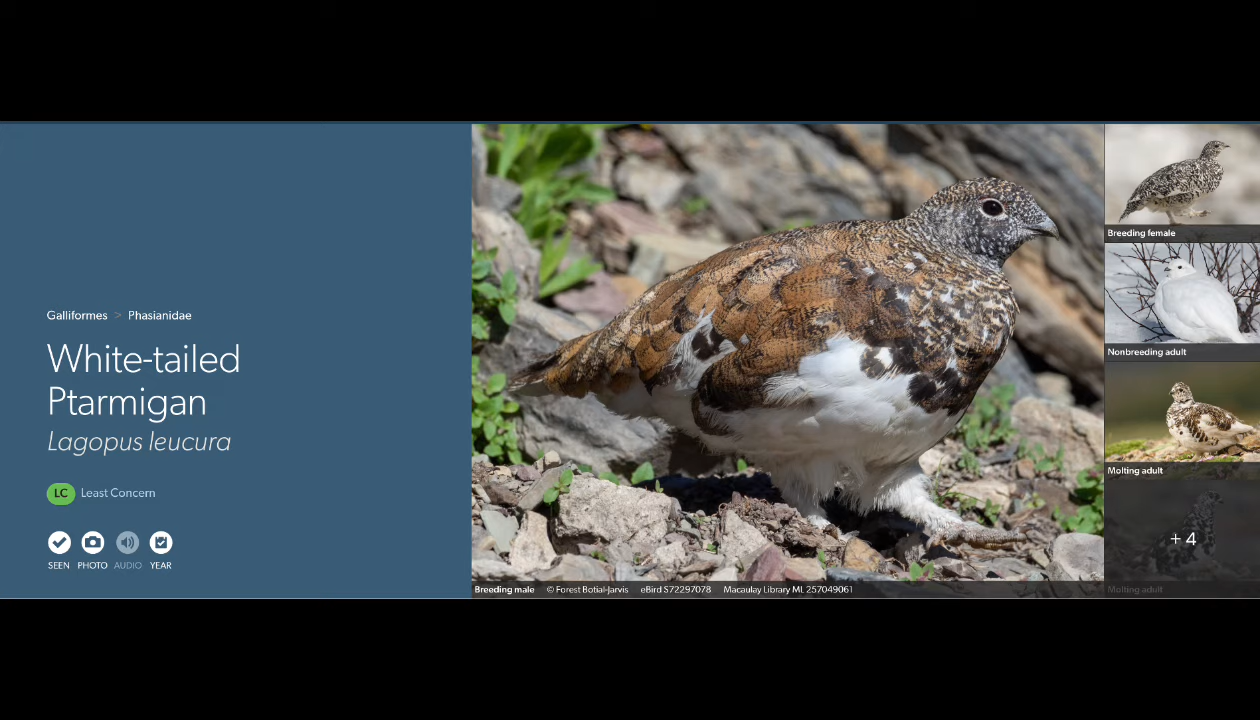 Galliformes > Phasianidae
White-tailed
Ptarmigan
Lagopus leucura
LC Least Concern
SEEN PHOTO AUDIO YEAR
Breeding male © Forest Botial-Jarvis eBird S72297078 Macaulay Library ML 257049061
Breeding female
Nonbreeding adult
Molting adult
+ 4
Molting adult